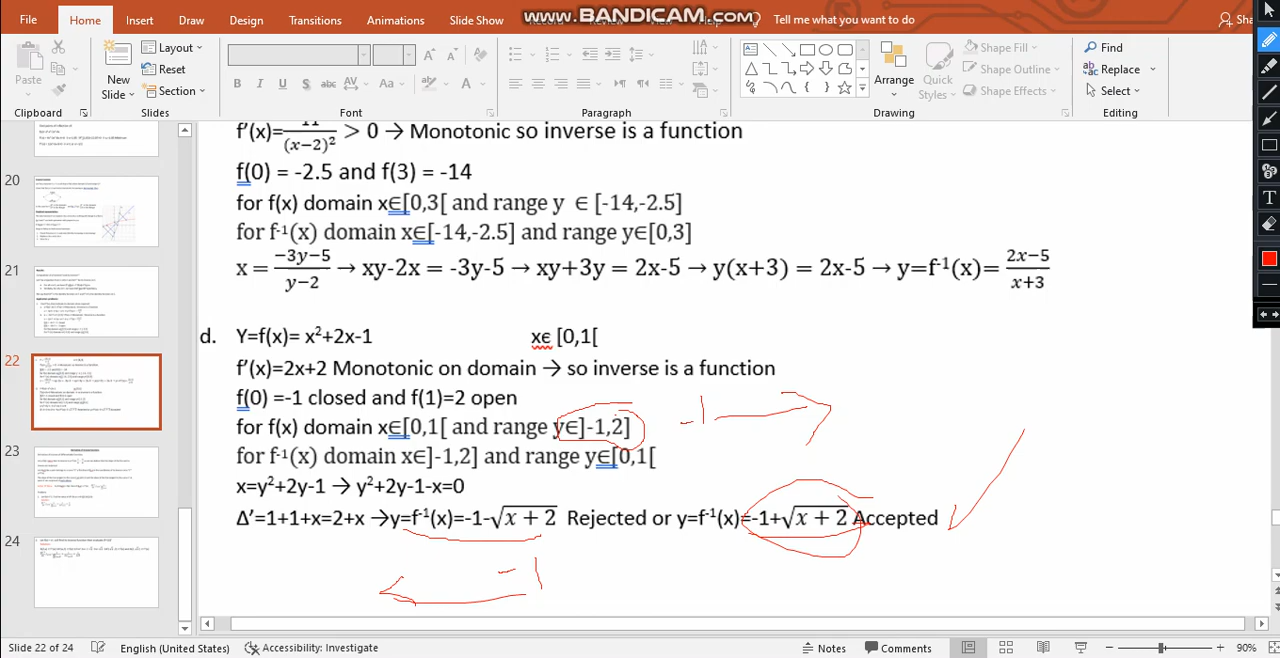 File Home Insert Draw Design Transitions Animations Slide Show www.BANDICAM.com Tell me what you want to do Sha
Paste New Slide Layout Reset Section
B I U S abc AV Aa A
Arrange Quick Styles Shape Fill Shape Outline Shape Effects
Find Replace Select
Clipboard Slides Font Paragraph Drawing Editing
20
21
22
23
24
f'(x)=11/(x−2)² > 0 → Monotonic so inverse is a function
f(0) = -2.5 and f(3) = -14
for f(x) domain x∈[0,3[ and range y ∈ [-14,-2.5]
for f⁻¹(x) domain x∈[-14,-2.5] and range y∈[0,3]
x = (−3y−5)/(y−2) → xy-2x = -3y-5 → xy+3y = 2x-5 → y(x+3) = 2x-5 → y=f⁻¹(x)= (2x−5)/(x+3)
d. Y=f(x)= x²+2x-1 xϵ [0,1[
f'(x)=2x+2 Monotonic on domain → so inverse is a function
f(0) =-1 closed and f(1)=2 open
for f(x) domain x∈[0,1[ and range y∈]-1,2]
-1
for f⁻¹(x) domain x∈]-1,2] and range y∈[0,1[
x=y²+2y-1 → y²+2y-1-x=0
Δ'=1+1+x=2+x →y=f⁻¹(x)=-1-√(x + 2) Rejected or y=f⁻¹(x)=-1+√(x + 2) Accepted
-1
Slide 22 of 24 English (United States) Accessibility: Investigate Notes Comments 90%